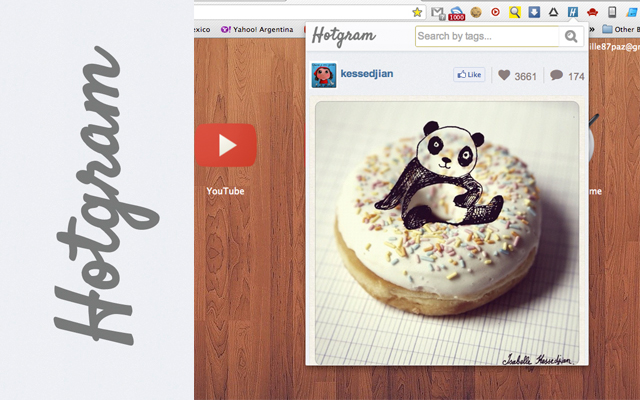 Hotgram
1000
exico
Yahoo! Argentina
Other B
Hotgram
Search by tags...
ille87paz@gm
kessedjian
Like
3661
174
YouTube
me
Isabelle Kessedjian